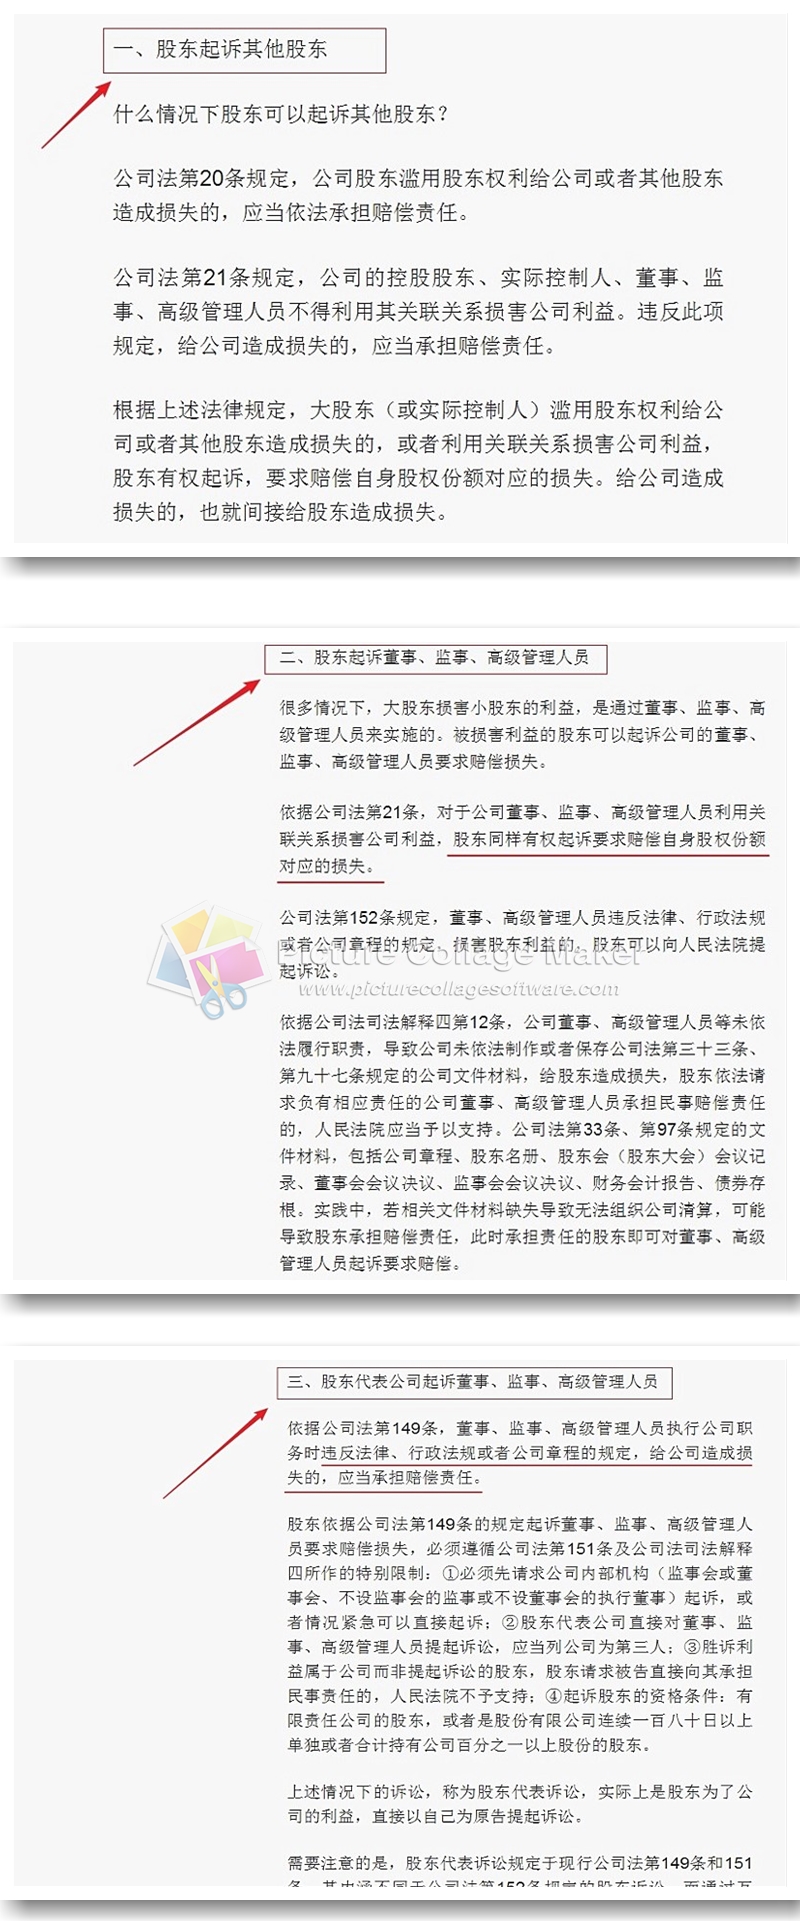 一、股东起诉其他股东
什么情况下股东可以起诉其他股东？
公司法第20条规定，公司股东滥用股东权利给公司或者其他股东
造成损失的，应当依法承担赔偿责任。
公司法第21条规定，公司的控股股东、实际控制人、董事、监
事、高级管理人员不得利用其关联关系损害公司利益。违反此项
规定，给公司造成损失的，应当承担赔偿责任。
根据上述法律规定，大股东（或实际控制人）滥用股东权利给公
司或者其他股东造成损失的，或者利用关联关系损害公司利益，
股东有权起诉，要求赔偿自身股权份额对应的损失。给公司造成
损失的，也就间接给股东造成损失。
二、股东起诉董事、监事、高级管理人员
很多情况下，大股东损害小股东的利益，是通过董事、监事、高
级管理人员来实施的。被损害利益的股东可以起诉公司的董事、
监事、高级管理人员要求赔偿损失。
依据公司法第21条，对于公司董事、监事、高级管理人员利用关
联关系损害公司利益，股东同样有权起诉要求赔偿自身股权份额
对应的损失。
公司法第152条规定，董事、高级管理人员违反法律、行政法规
或者公司章程的规定，损害股东利益的，股东可以向人民法院提
起诉讼。
Picture Collage Maker
www.picturecollagesoftware.com
依据公司法司法解释四第12条，公司董事、高级管理人员等未依
法履行职责，导致公司未依法制作或者保存公司法第三十三条、
第九十七条规定的公司文件材料，给股东造成损失，股东依法请
求负有相应责任的公司董事、高级管理人员承担民事赔偿责任
的，人民法院应当予以支持。公司法第33条、第97条规定的文
件材料，包括公司章程、股东名册、股东会（股东大会）会议记
录、董事会会议决议、监事会会议决议、财务会计报告、债券存
根。实践中，若相关文件材料缺失导致无法组织公司清算，可能
导致股东承担赔偿责任，此时承担责任的股东即可对董事、高级
管理人员起诉要求赔偿。
三、股东代表公司起诉董事、监事、高级管理人员
依据公司法第149条，董事、监事、高级管理人员执行公司职
务时违反法律、行政法规或者公司章程的规定，给公司造成损
失的，应当承担赔偿责任。
股东依据公司法第149条的规定起诉董事、监事、高级管理人
员要求赔偿损失，必须遵循公司法第151条及公司法司法解释
四所作的特别限制：①必须先请求公司内部机构（监事会或董
事会、不设监事会的监事或不设董事会的执行董事）起诉，或
者情况紧急可以直接起诉；②股东代表公司直接对董事、监
事、高级管理人员提起诉讼，应当列公司为第三人；③胜诉利
益属于公司而非提起诉讼的股东，股东请求被告直接向其承担
民事责任的，人民法院不予支持；④起诉股东的资格条件：有
限责任公司的股东，或者是股份有限公司连续一百八十日以上
单独或者合计持有公司百分之一以上股份的股东。
上述情况下的诉讼，称为股东代表诉讼，实际上是股东为了公
司的利益，直接以自己为原告提起诉讼。
需要注意的是，股东代表诉讼规定于现行公司法第149条和151